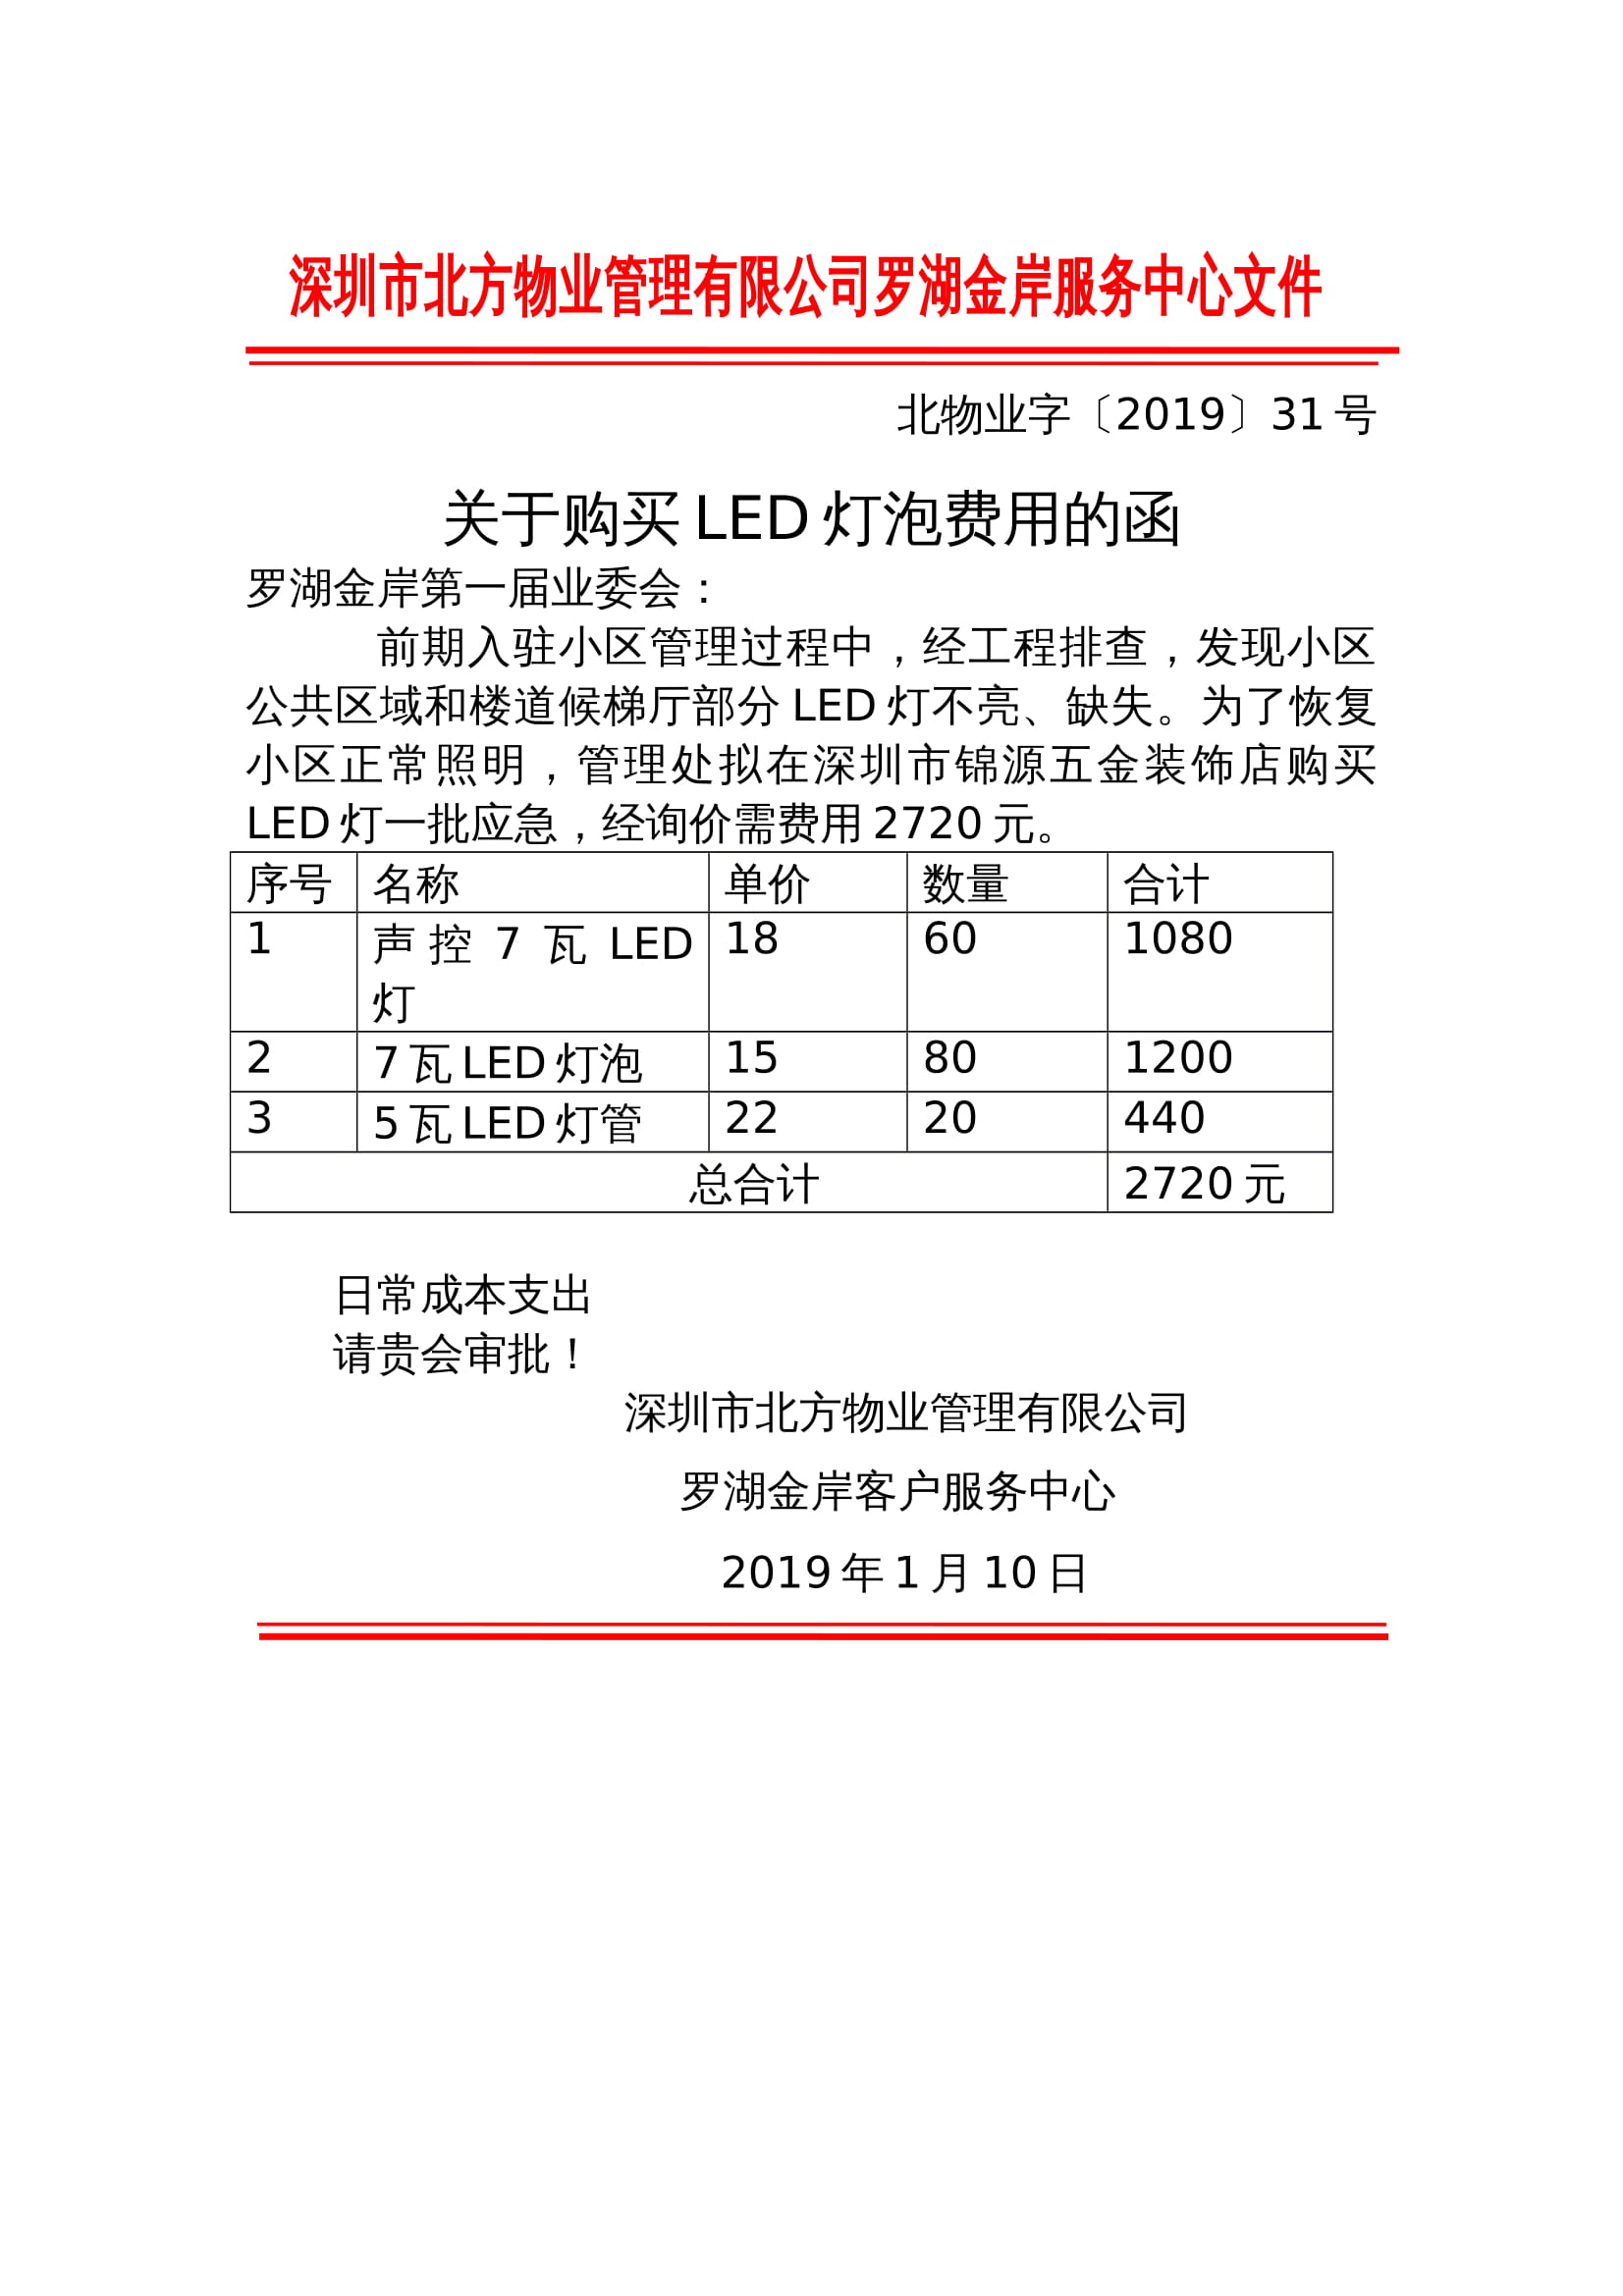 深圳市北方物业管理有限公司罗湖金岸服务中心文件
北物业字〔2019〕31 号
关于购买 LED 灯泡费用的函
罗湖金岸第一届业委会：
前期入驻小区管理过程中，经工程排查，发现小区
公共区域和楼道候梯厅部分 LED 灯不亮、缺失。为了恢复
小区正常照明，管理处拟在深圳市锦源五金装饰店购买
LED 灯一批应急，经询价需费用 2720 元。
序号 名称 单价 数量 合计
1 声控 7 瓦 LED 18 60 1080
灯
2 7 瓦 LED 灯泡 15 80 1200
3 5 瓦 LED 灯管 22 20 440
总合计 2720 元
日常成本支出
请贵会审批！
深圳市北方物业管理有限公司
罗湖金岸客户服务中心
2019 年 1 月 10 日